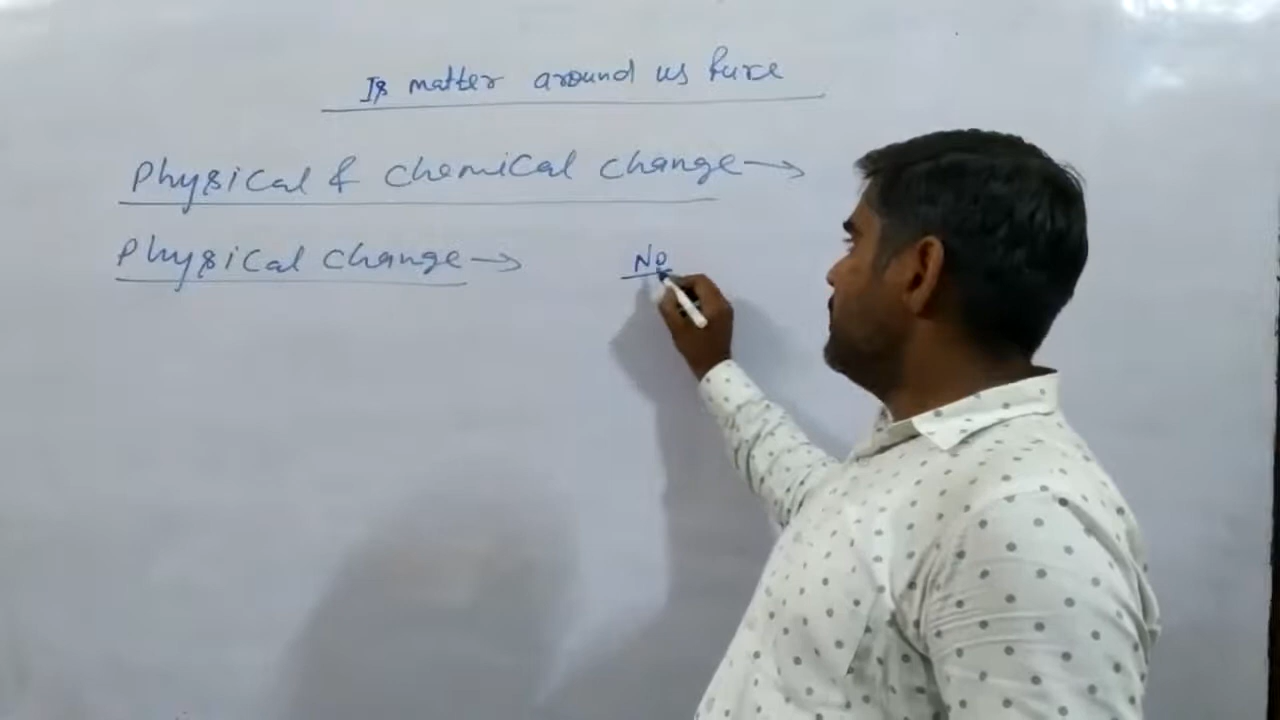 Is matter around us Pure
Physical & chemical change →
Physical change → No